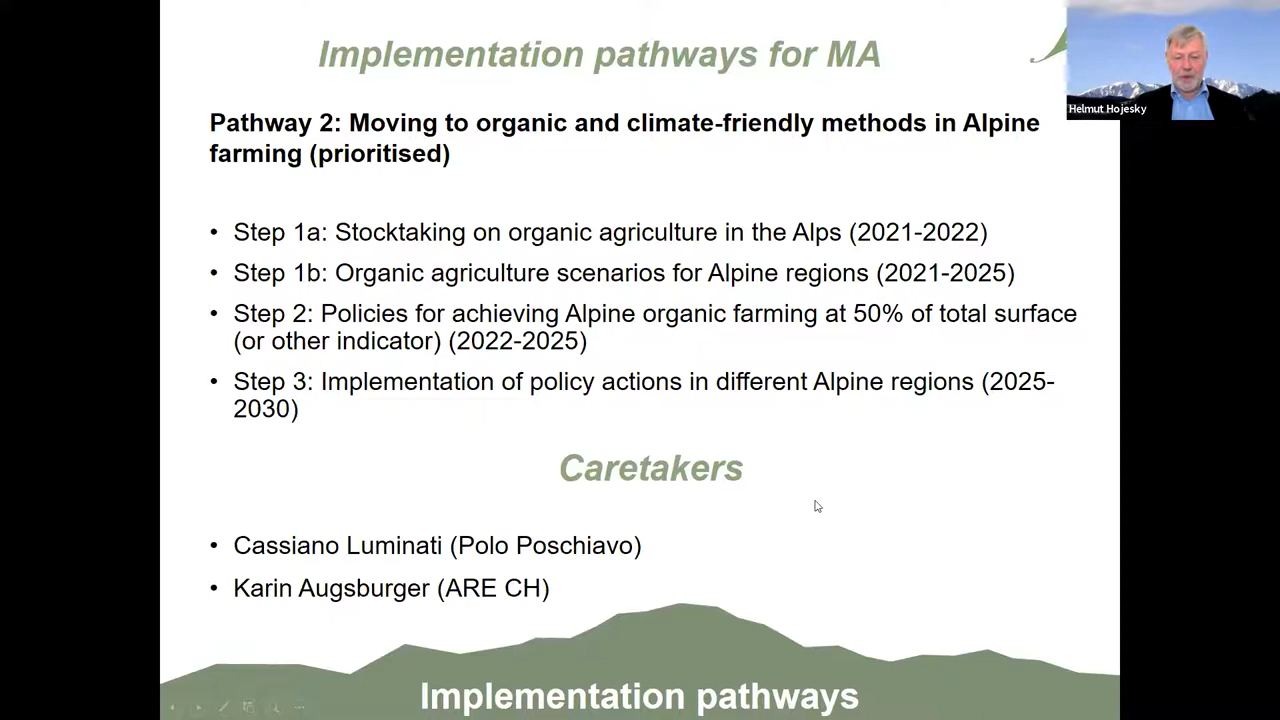 Implementation pathways for MA
Helmut Hojesky
Pathway 2: Moving to organic and climate-friendly methods in Alpine
farming (prioritised)
• Step 1a: Stocktaking on organic agriculture in the Alps (2021-2022)
• Step 1b: Organic agriculture scenarios for Alpine regions (2021-2025)
• Step 2: Policies for achieving Alpine organic farming at 50% of total surface
(or other indicator) (2022-2025)
• Step 3: Implementation of policy actions in different Alpine regions (2025-
2030)
Caretakers
• Cassiano Luminati (Polo Poschiavo)
• Karin Augsburger (ARE CH)
Implementation pathways